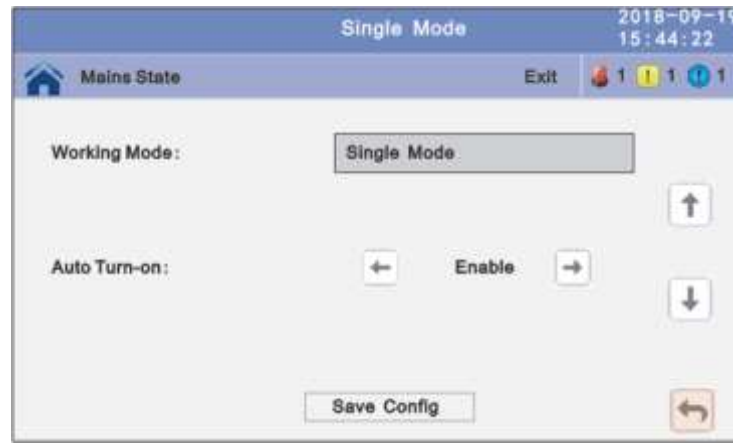 Single Mode
2018-09-19
15:44:22
Mains State Exit 1 ! 1 ! 1
Working Mode: Single Mode
Auto Turn-on: Enable
Save Config